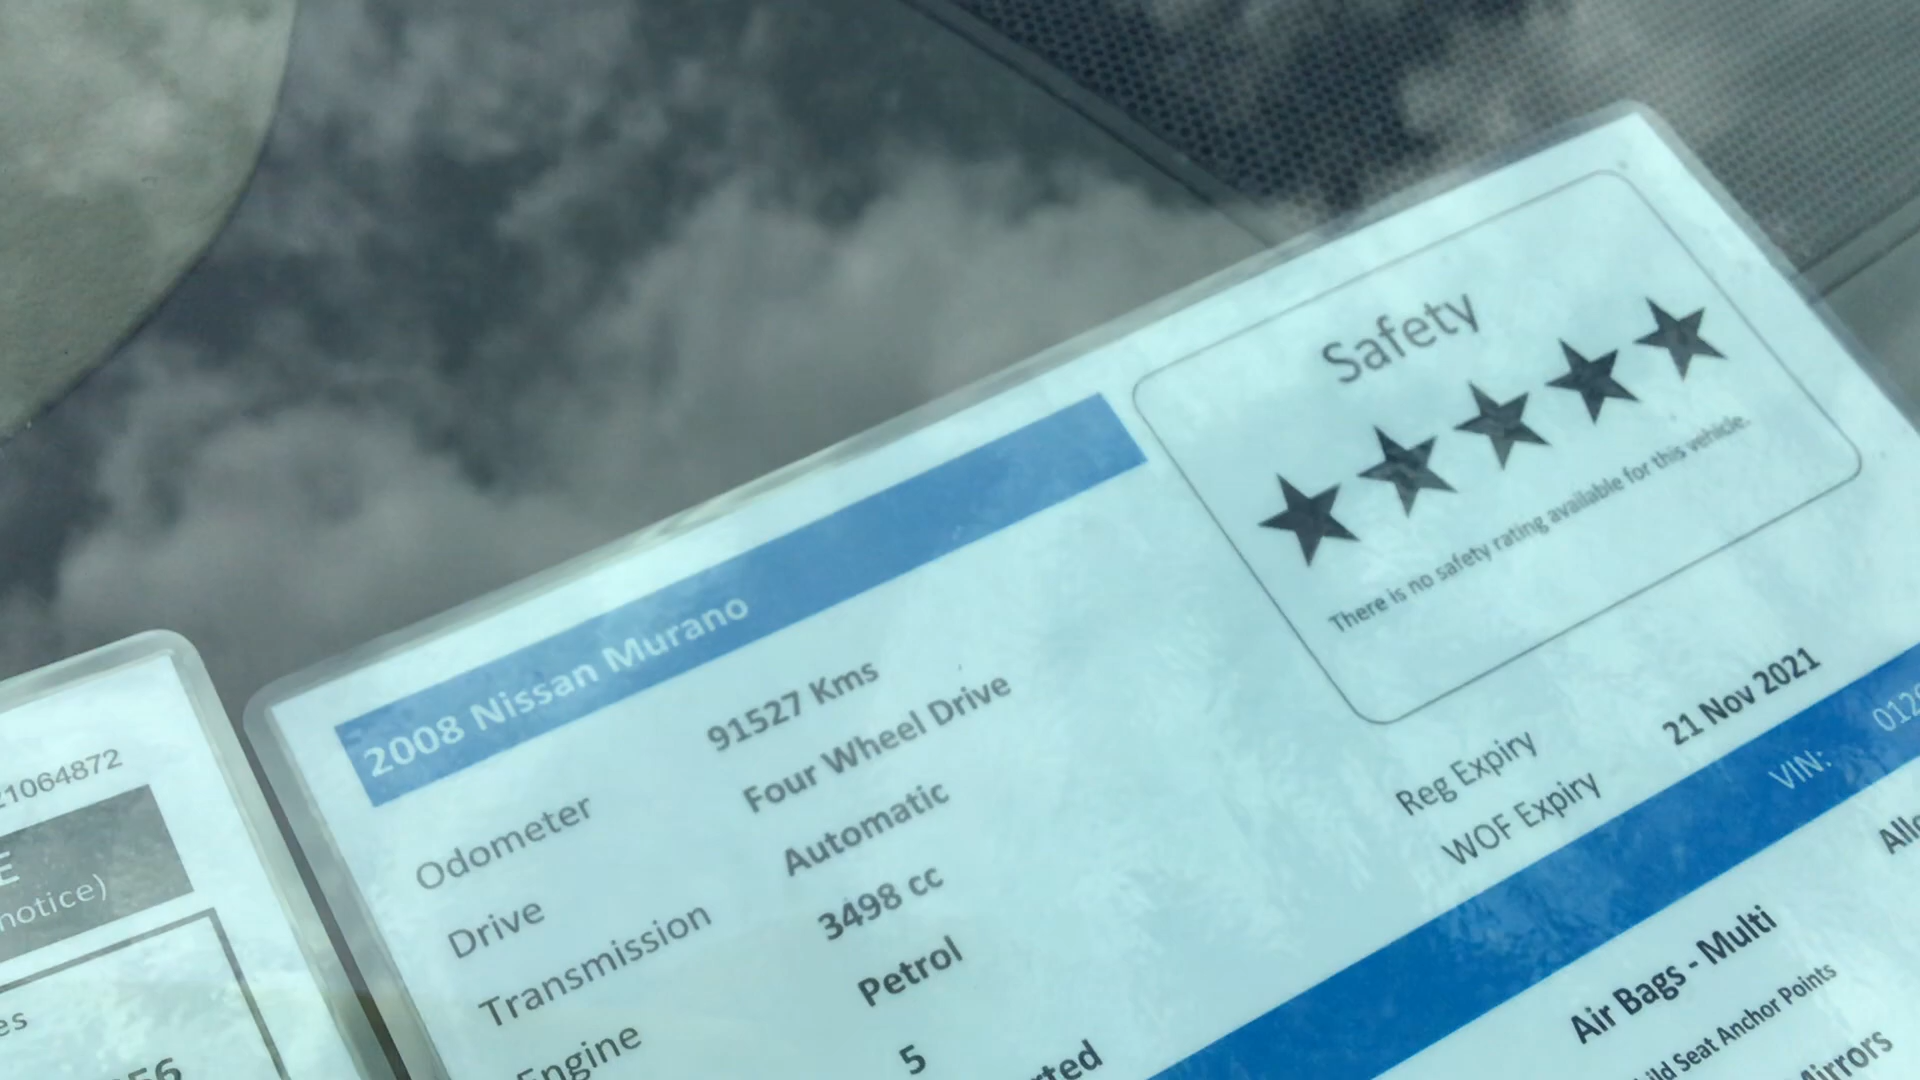 Safety
There is no safety rating available for this vehicle.
2008 Nissan Murano
Odometer 91527 Kms
Drive Four Wheel Drive
Transmission Automatic
Engine 3498 cc
Petrol
5
Reg Expiry 21 Nov 2021
WOF Expiry
VIN:
Air Bags - Multi
Seat Anchor Points
Mirrors
21064872
notice)